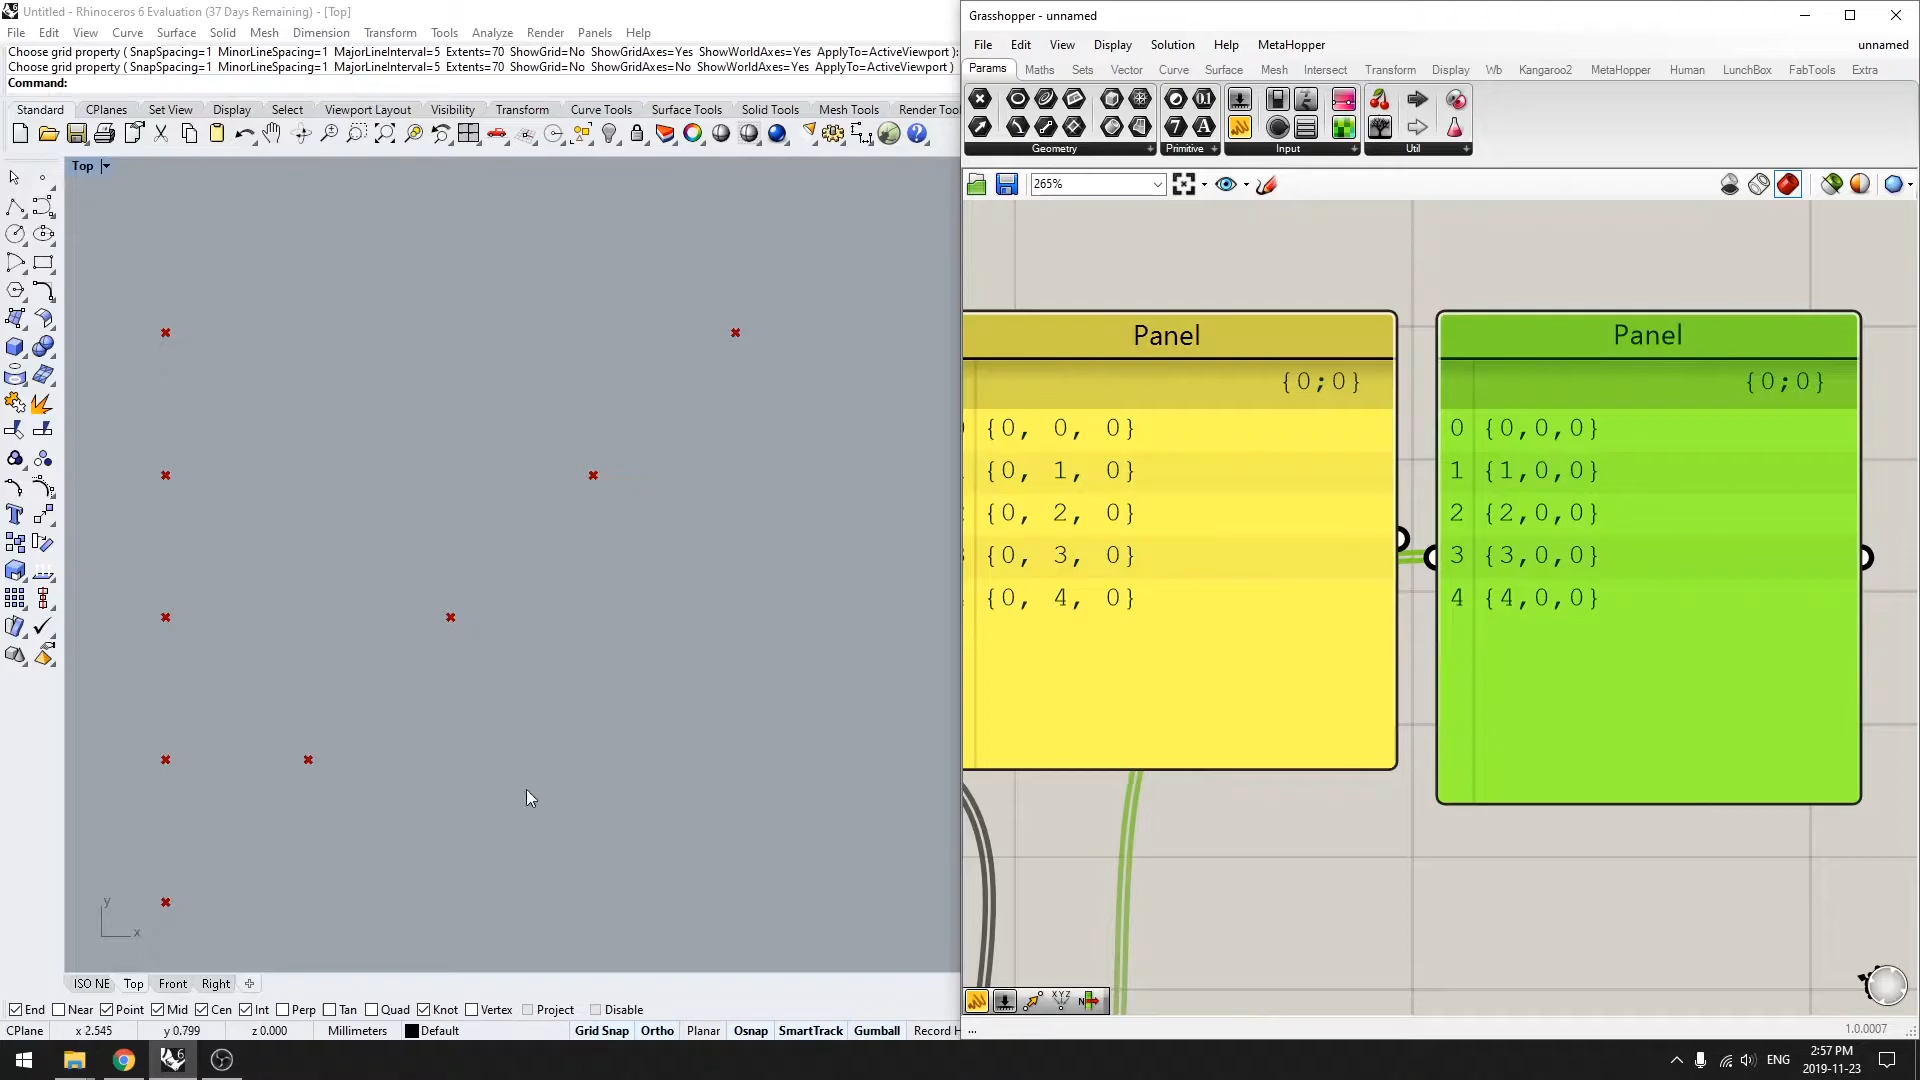 Untitled - Rhinoceros 6 Evaluation (37 Days Remaining) - [Top]
File Edit View Curve Surface Solid Mesh Dimension Transform Tools Analyze Render Panels Help
Choose grid property ( SnapSpacing=1 MinorLineSpacing=1 MajorLineInterval=5 Extents=70 ShowGrid=No ShowGridAxes=Yes ShowWorldAxes=Yes ApplyTo=ActiveViewport ):
Choose grid property ( SnapSpacing=1 MinorLineSpacing=1 MajorLineInterval=5 Extents=70 ShowGrid=No ShowGridAxes=No ShowWorldAxes=Yes ApplyTo=ActiveViewport )
Command:
Standard CPlanes Set View Display Select Viewport Layout Visibility Transform Curve Tools Surface Tools Solid Tools Mesh Tools Render Too
Top
y
x
ISO NE Top Front Right
End Near Point Mid Cen Int Perp Tan Quad Knot Vertex Project Disable
CPlane x 2.545 y 0.799 z 0.000 Millimeters Default Grid Snap Ortho Planar Osnap SmartTrack Gumball Record H
Grasshopper - unnamed
File Edit View Display Solution Help MetaHopper unnamed
Params Maths Sets Vector Curve Surface Mesh Intersect Transform Display Wb Kangaroo2 MetaHopper Human LunchBox FabTools Extra
Geometry Primitive Input Util
265%
Panel
{0;0}
{0, 0, 0}
{0, 1, 0}
{0, 2, 0}
{0, 3, 0}
{0, 4, 0}
Panel
{0;0}
0 {0,0,0}
1 {1,0,0}
2 {2,0,0}
3 {3,0,0}
4 {4,0,0}
XYZ
N
...
1.0.0007
ENG
2:57 PM
2019-11-23